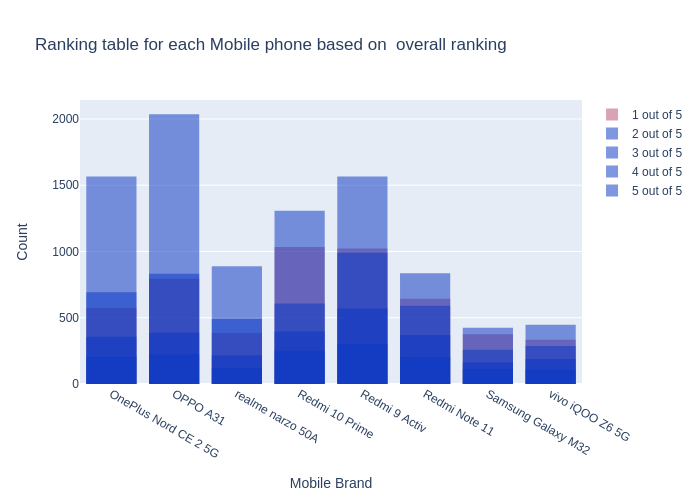 Ranking table for each Mobile phone based on  overall ranking
1 out of 5
2 out of 5
3 out of 5
4 out of 5
5 out of 5
2000
1500
1000
500
0
Count
OnePlus Nord CE 2 5G
OPPO A31
realme narzo 50A
Redmi 10 Prime
Redmi 9 Activ
Redmi Note 11
Samsung Galaxy M32
vivo iQOO Z6 5G
Mobile Brand